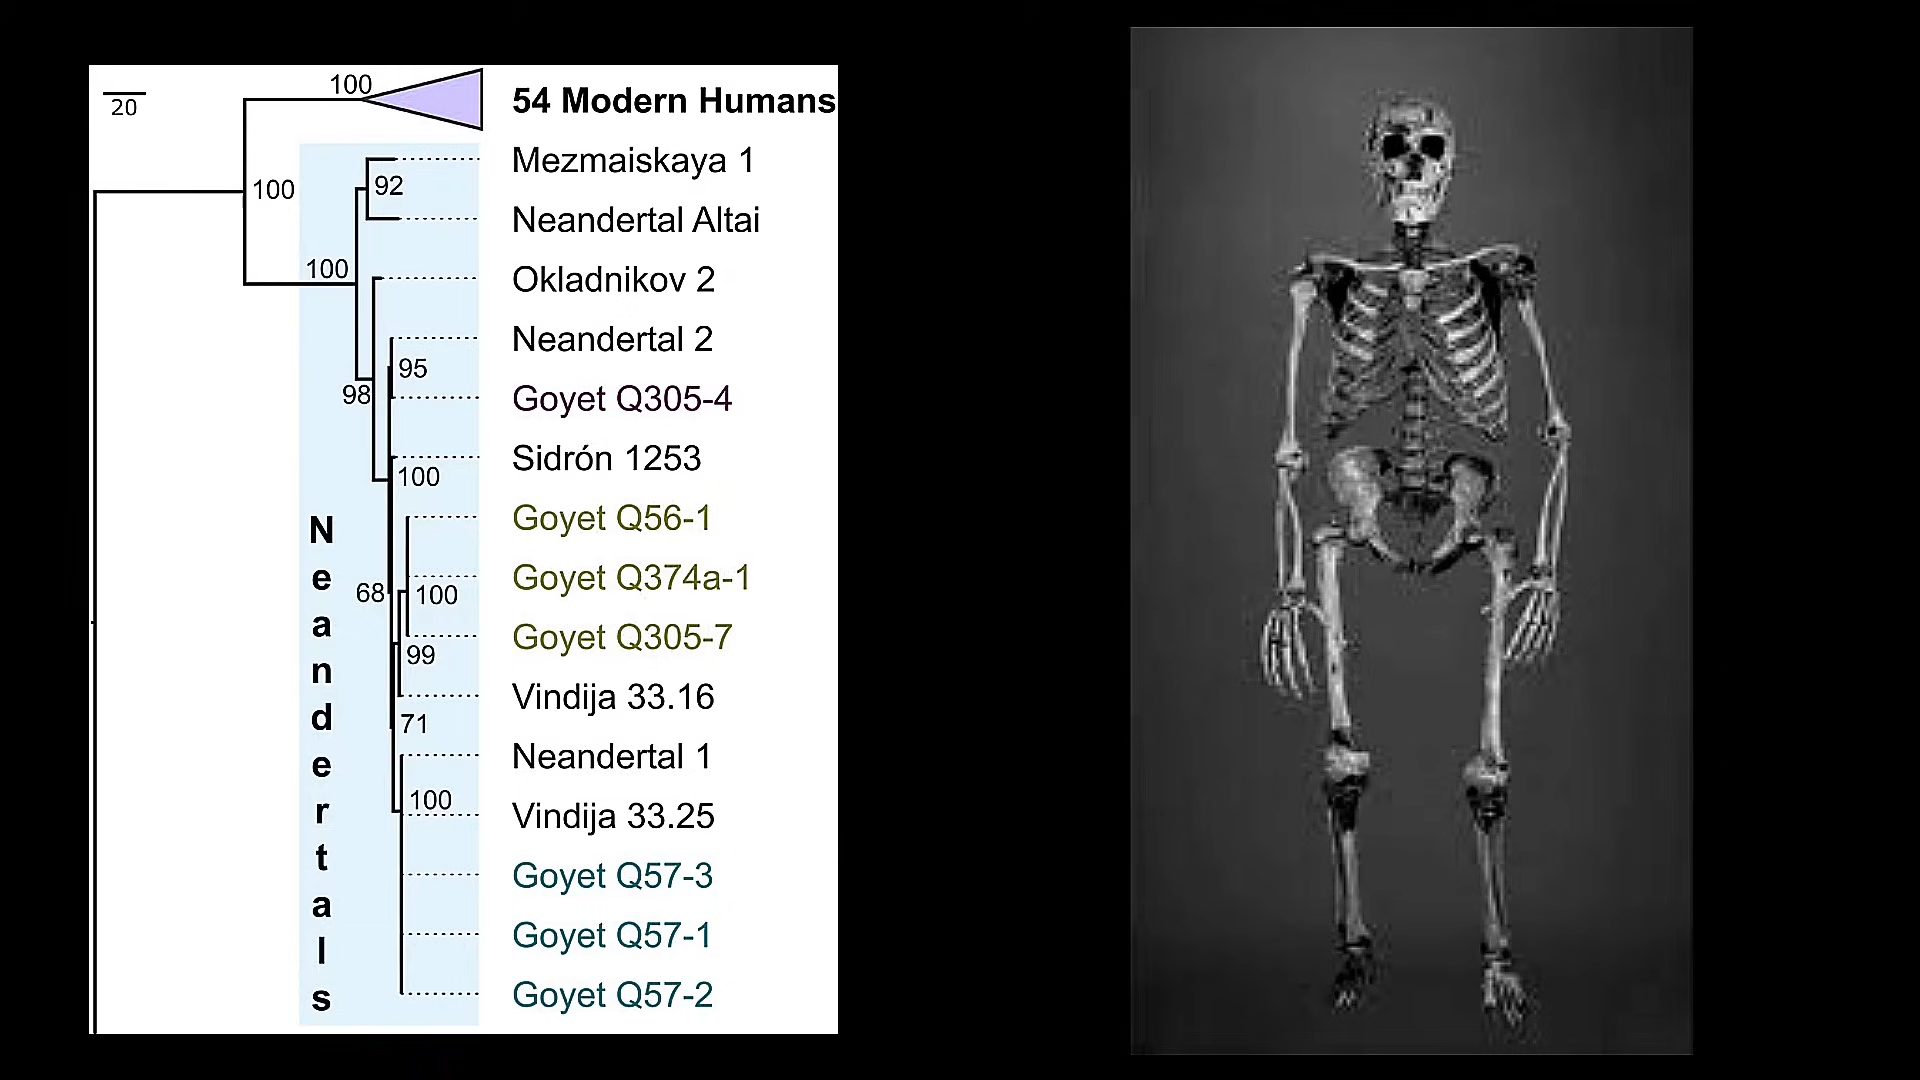 100
54 Modern Humans
20
Mezmaiskaya 1
92
100
Neandertal Altai
100
Okladnikov 2
Neandertal 2
95
98
Goyet Q305-4
Sidrón 1253
100
Goyet Q56-1
Neandertals
Goyet Q374a-1
68
100
Goyet Q305-7
99
Vindija 33.16
71
Neandertal 1
100
Vindija 33.25
Goyet Q57-3
Goyet Q57-1
Goyet Q57-2